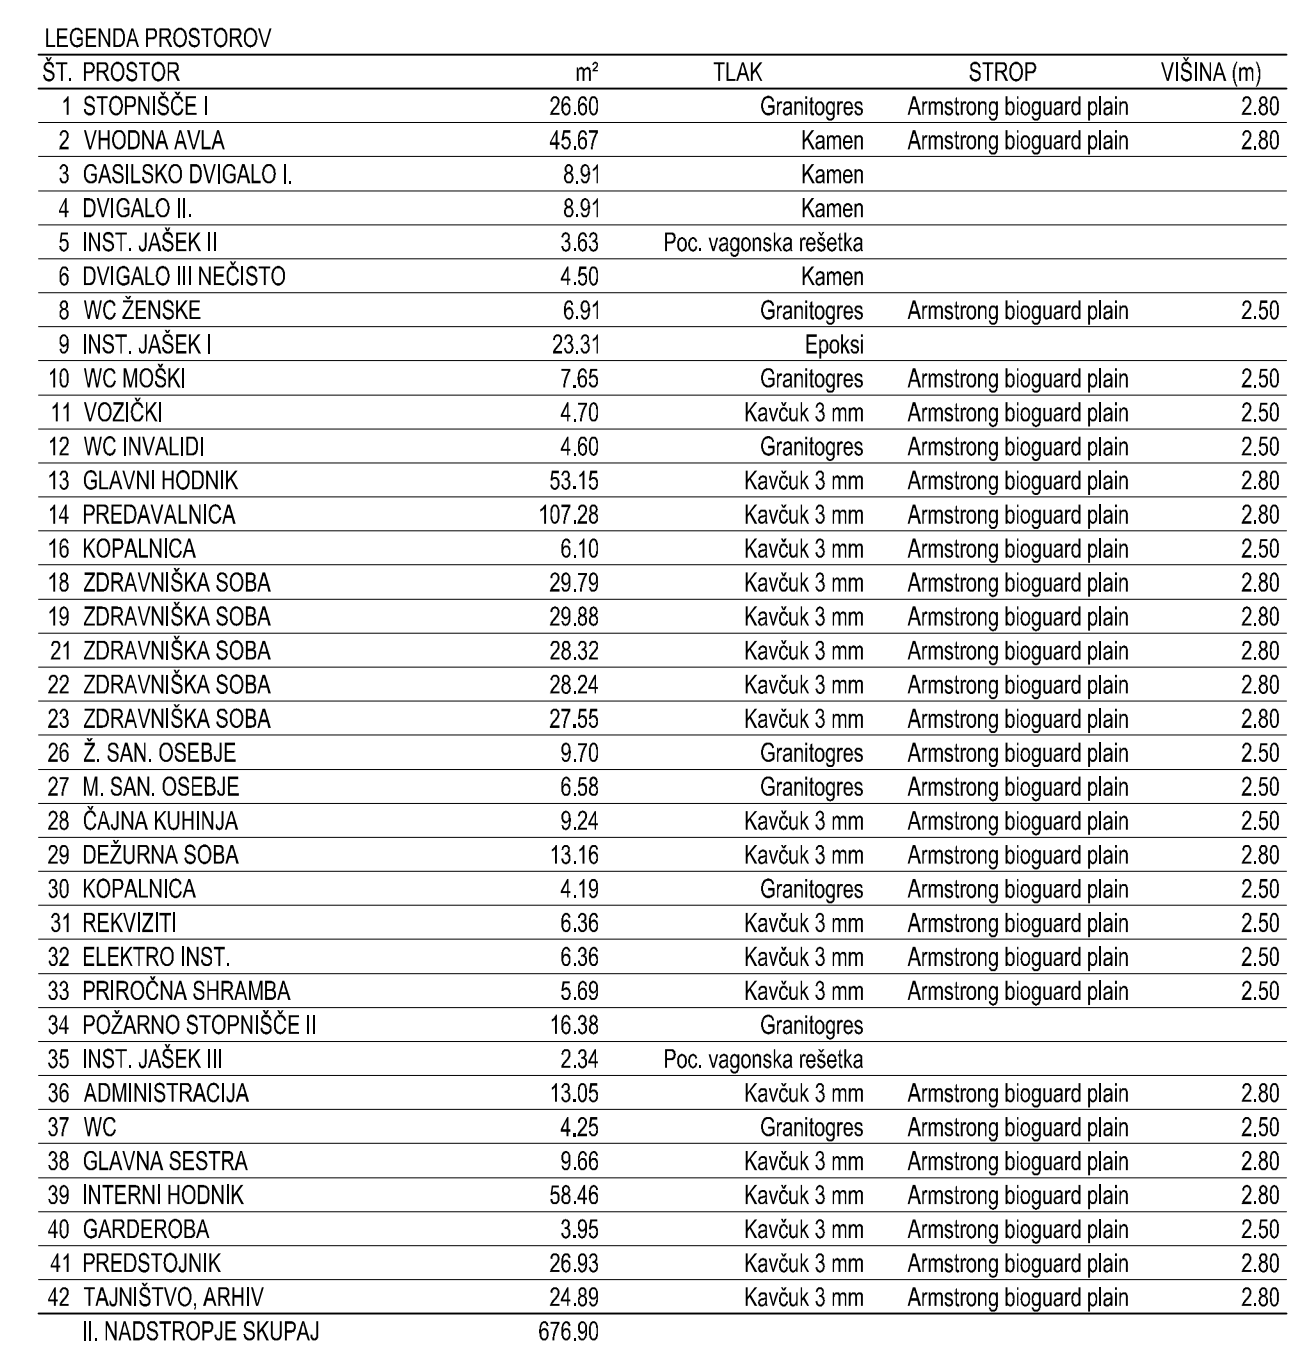 LEGENDA PROSTOROV
ŠT. PROSTOR m² TLAK STROP VIŠINA (m)
1 STOPNIŠČE I 26.60 Granitogres Armstrong bioguard plain 2.80
2 VHODNA AVLA 45.67 Kamen Armstrong bioguard plain 2.80
3 GASILSKO DVIGALO I. 8.91 Kamen
4 DVIGALO II. 8.91 Kamen
5 INST. JAŠEK II 3.63 Poc. vagonska rešetka
6 DVIGALO III NEČISTO 4.50 Kamen
8 WC ŽENSKE 6.91 Granitogres Armstrong bioguard plain 2.50
9 INST. JAŠEK I 23.31 Epoksi
10 WC MOŠKI 7.65 Granitogres Armstrong bioguard plain 2.50
11 VOZIČKI 4.70 Kavčuk 3 mm Armstrong bioguard plain 2.50
12 WC INVALIDI 4.60 Granitogres Armstrong bioguard plain 2.50
13 GLAVNI HODNIK 53.15 Kavčuk 3 mm Armstrong bioguard plain 2.80
14 PREDAVALNICA 107.28 Kavčuk 3 mm Armstrong bioguard plain 2.80
16 KOPALNICA 6.10 Kavčuk 3 mm Armstrong bioguard plain 2.50
18 ZDRAVNIŠKA SOBA 29.79 Kavčuk 3 mm Armstrong bioguard plain 2.80
19 ZDRAVNIŠKA SOBA 29.88 Kavčuk 3 mm Armstrong bioguard plain 2.80
21 ZDRAVNIŠKA SOBA 28.32 Kavčuk 3 mm Armstrong bioguard plain 2.80
22 ZDRAVNIŠKA SOBA 28.24 Kavčuk 3 mm Armstrong bioguard plain 2.80
23 ZDRAVNIŠKA SOBA 27.55 Kavčuk 3 mm Armstrong bioguard plain 2.80
26 Ž. SAN. OSEBJE 9.70 Granitogres Armstrong bioguard plain 2.50
27 M. SAN. OSEBJE 6.58 Granitogres Armstrong bioguard plain 2.50
28 ČAJNA KUHINJA 9.24 Kavčuk 3 mm Armstrong bioguard plain 2.50
29 DEŽURNA SOBA 13.16 Kavčuk 3 mm Armstrong bioguard plain 2.80
30 KOPALNICA 4.19 Granitogres Armstrong bioguard plain 2.50
31 REKVIZITI 6.36 Kavčuk 3 mm Armstrong bioguard plain 2.50
32 ELEKTRO INST. 6.36 Kavčuk 3 mm Armstrong bioguard plain 2.50
33 PRIROČNA SHRAMBA 5.69 Kavčuk 3 mm Armstrong bioguard plain 2.50
34 POŽARNO STOPNIŠČE II 16.38 Granitogres
35 INST. JAŠEK III 2.34 Poc. vagonska rešetka
36 ADMINISTRACIJA 13.05 Kavčuk 3 mm Armstrong bioguard plain 2.80
37 WC 4.25 Granitogres Armstrong bioguard plain 2.50
38 GLAVNA SESTRA 9.66 Kavčuk 3 mm Armstrong bioguard plain 2.80
39 INTERNI HODNIK 58.46 Kavčuk 3 mm Armstrong bioguard plain 2.80
40 GARDEROBA 3.95 Kavčuk 3 mm Armstrong bioguard plain 2.50
41 PREDSTOJNIK 26.93 Kavčuk 3 mm Armstrong bioguard plain 2.80
42 TAJNIŠTVO, ARHIV 24.89 Kavčuk 3 mm Armstrong bioguard plain 2.80
II. NADSTROPJE SKUPAJ 676.90